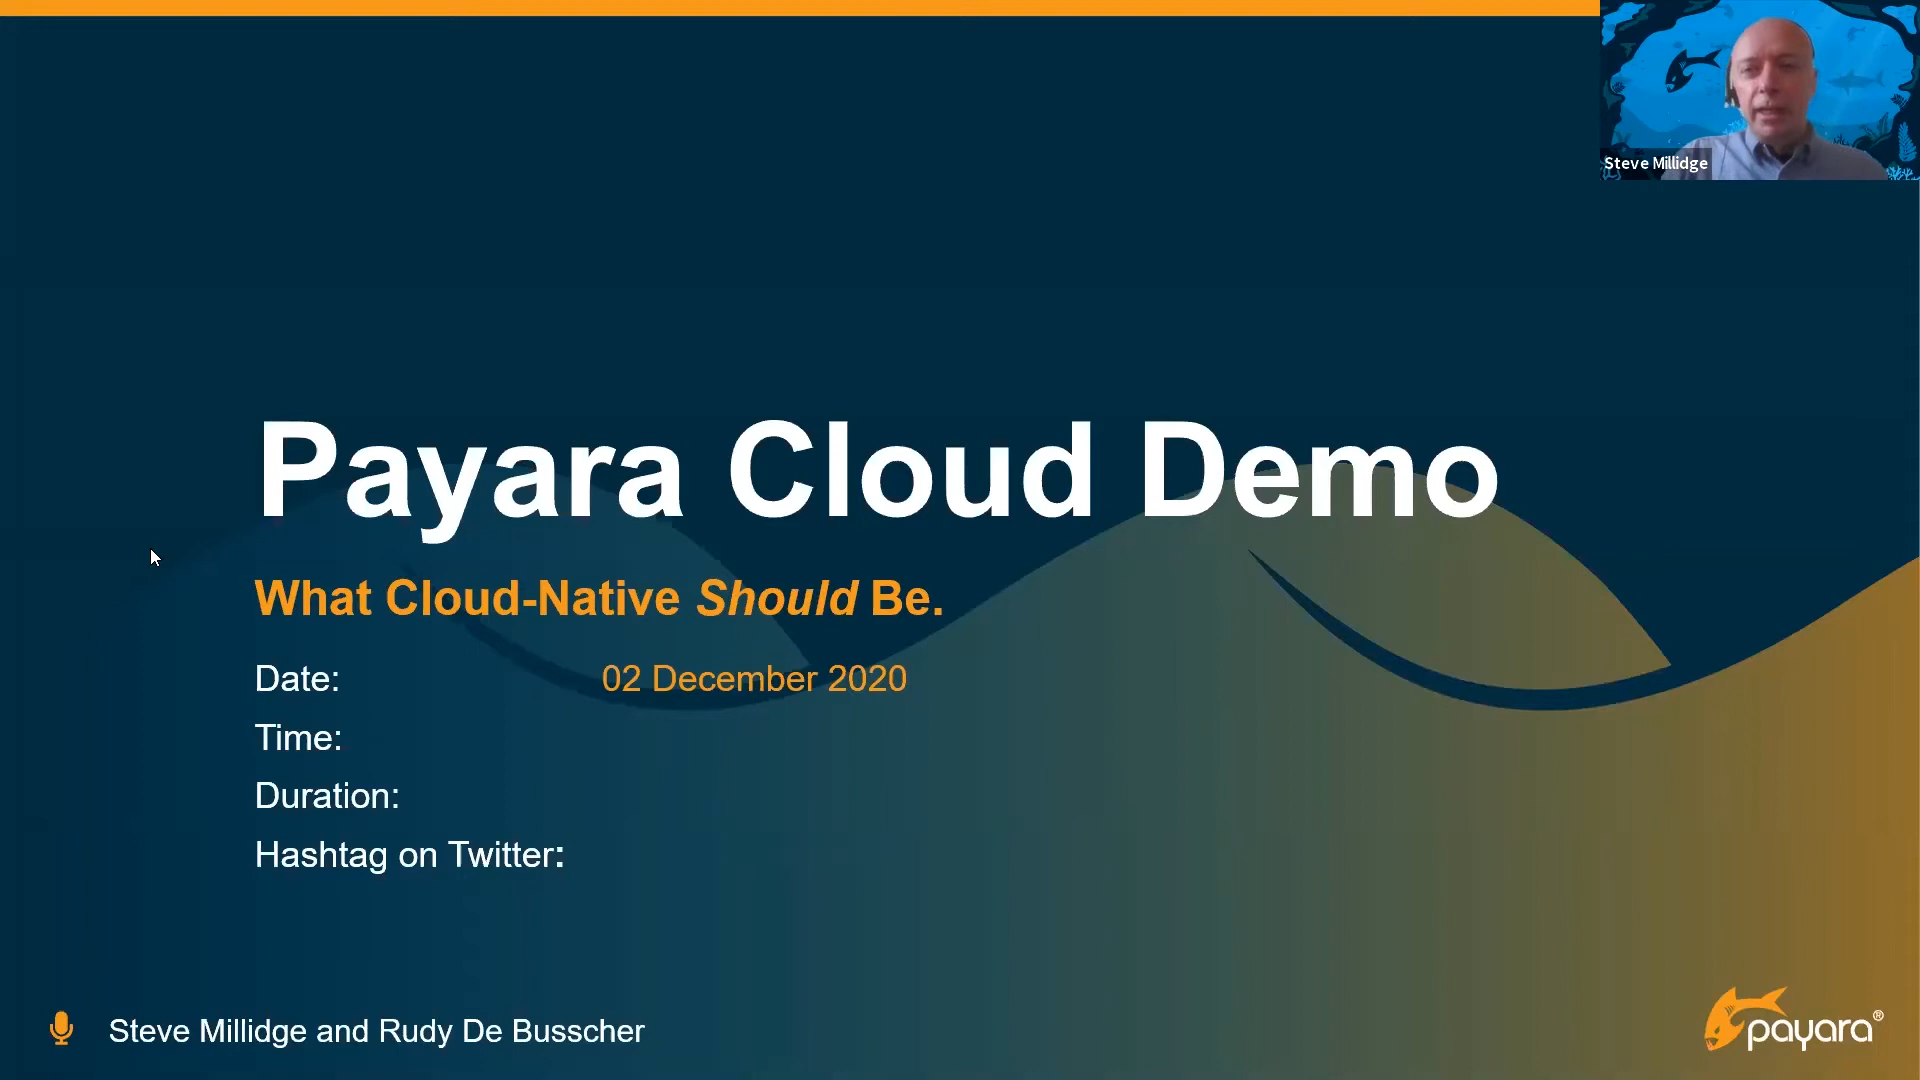 Steve Millidge
Payara Cloud Demo
What Cloud-Native Should Be.
Date: 02 December 2020
Time:
Duration:
Hashtag on Twitter:
Steve Millidge and Rudy De Busscher
payara®